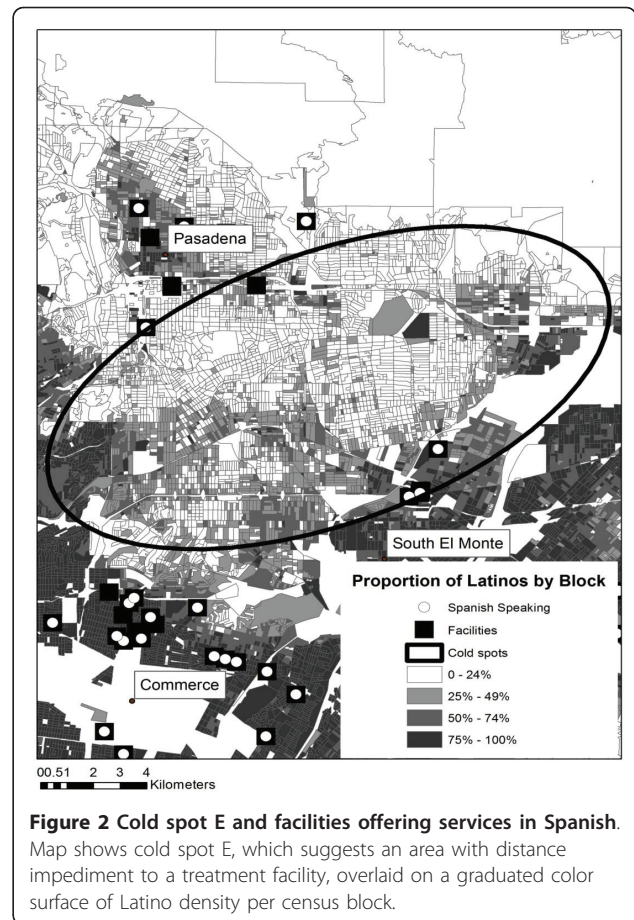 Pasadena
South El Monte
Commerce
Proportion of Latinos by Block
Spanish Speaking
Facilities
Cold spots
0 - 24%
25% - 49%
50% - 74%
75% - 100%
00.51 2 3 4
Kilometers
Figure 2 Cold spot E and facilities offering services in Spanish.
Map shows cold spot E, which suggests an area with distance
impediment to a treatment facility, overlaid on a graduated color
surface of Latino density per census block.